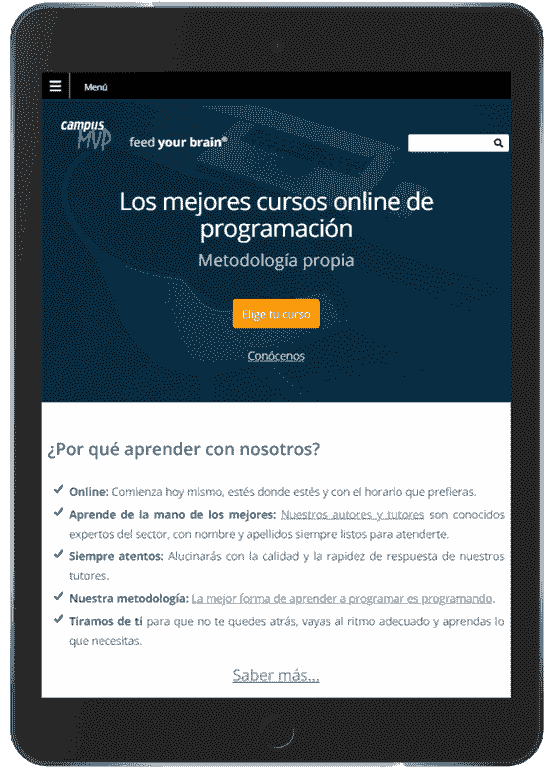 Menú
campus
MVP
feed your brain®
Los mejores cursos online de
programación
Metodología propia
Elige tu curso
Conócenos
¿Por qué aprender con nosotros?
Online: Comienza hoy mismo, estés donde estés y con el horario que prefieras.
Aprende de la mano de los mejores: Nuestros autores y tutores son conocidos
expertos del sector, con nombre y apellidos siempre listos para atenderte.
Siempre atentos: Alucinarás con la calidad y la rapidez de respuesta de nuestros
tutores.
Nuestra metodología: La mejor forma de aprender a programar es programando.
Tiramos de ti para que no te quedes atrás, vayas al ritmo adecuado y aprendas lo
que necesitas.
Saber más...